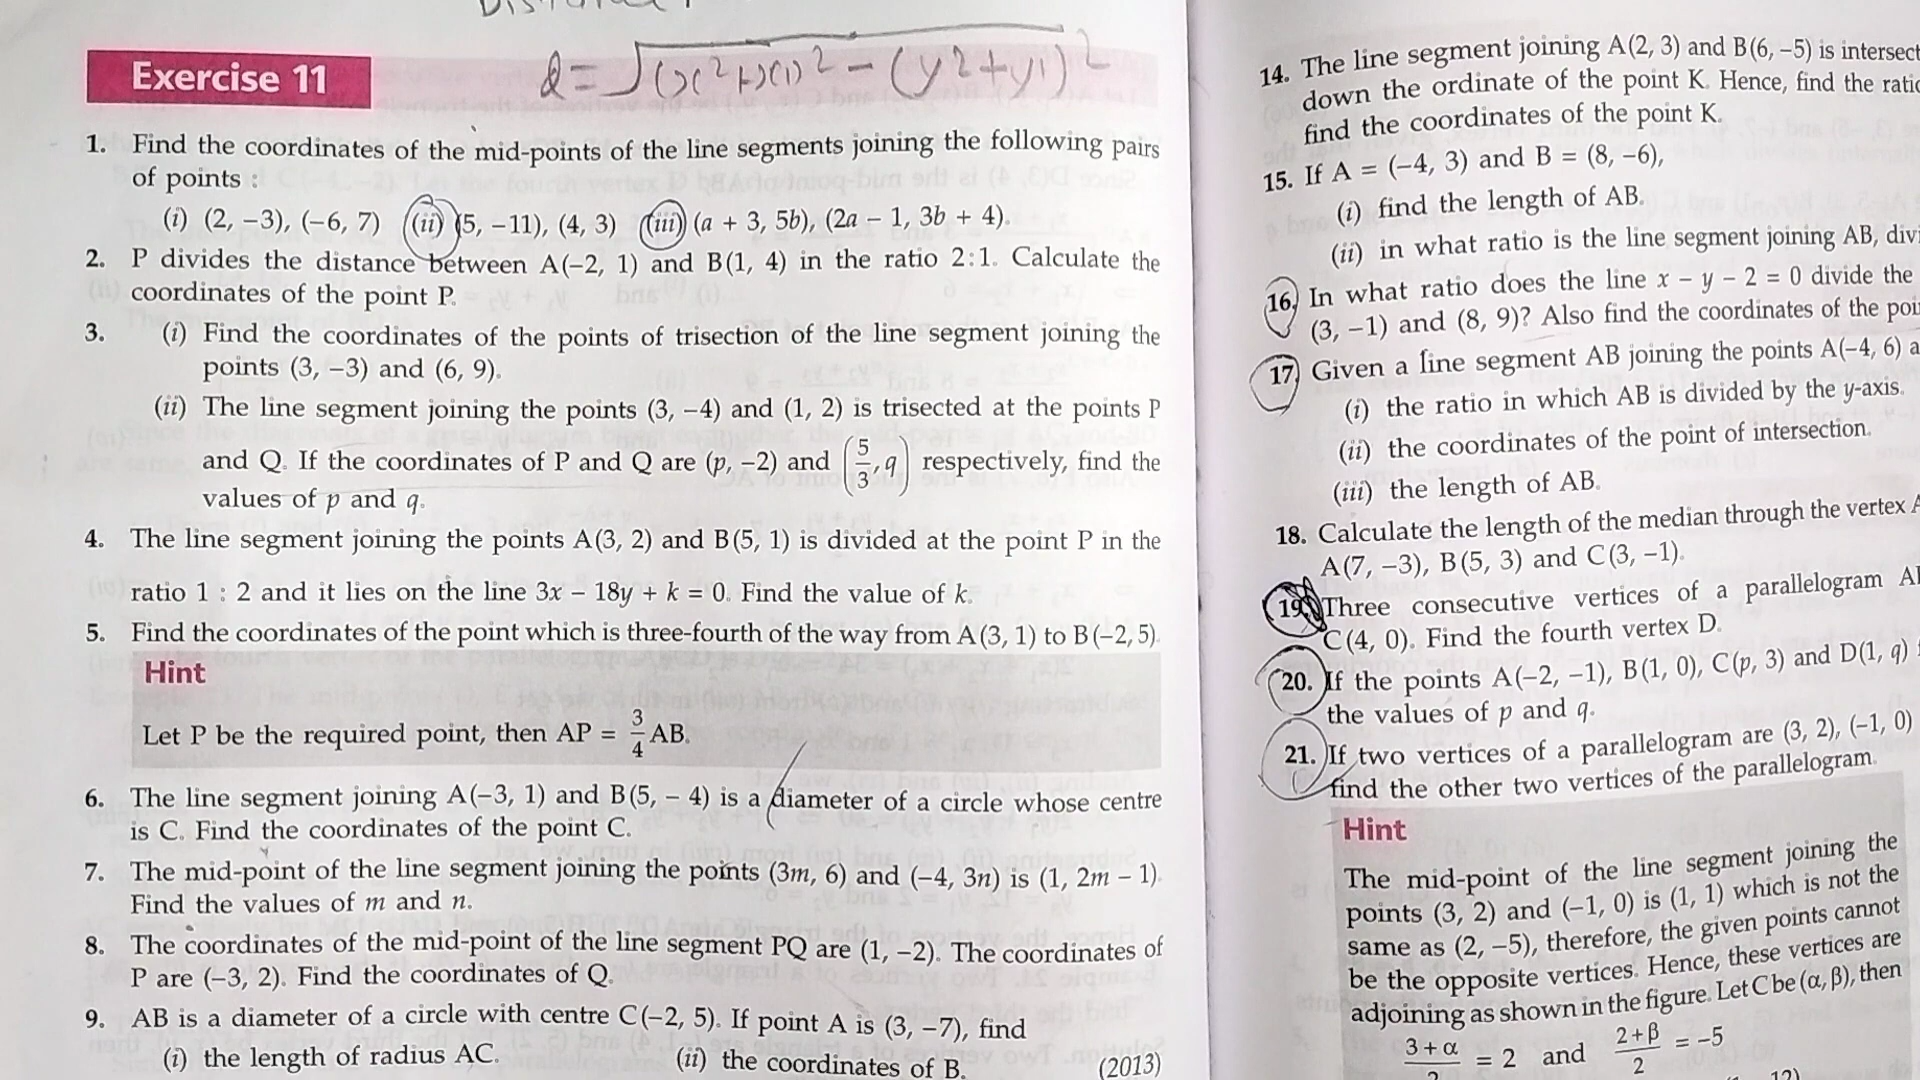 Exercise 11
d = √(x2+x1)2 − (y2+y1)2
1. Find the coordinates of the mid-points of the line segments joining the following pairs
of points :
(i) (2, −3), (−6, 7) (ii) (5, −11), (4, 3) (iii) (a + 3, 5b), (2a − 1, 3b + 4).
2. P divides the distance between A(−2, 1) and B(1, 4) in the ratio 2:1. Calculate the
coordinates of the point P.
3. (i) Find the coordinates of the points of trisection of the line segment joining the
points (3, −3) and (6, 9).
(ii) The line segment joining the points (3, −4) and (1, 2) is trisected at the points P
and Q. If the coordinates of P and Q are (p, −2) and (5/3, q) respectively, find the
values of p and q.
4. The line segment joining the points A(3, 2) and B(5, 1) is divided at the point P in the
ratio 1 : 2 and it lies on the line 3x − 18y + k = 0. Find the value of k.
5. Find the coordinates of the point which is three-fourth of the way from A(3, 1) to B(−2, 5).
Hint
Let P be the required point, then AP = 3/4 AB.
6. The line segment joining A(−3, 1) and B(5, − 4) is a diameter of a circle whose centre
is C. Find the coordinates of the point C.
7. The mid-point of the line segment joining the points (3m, 6) and (−4, 3n) is (1, 2m − 1).
Find the values of m and n.
8. The coordinates of the mid-point of the line segment PQ are (1, −2). The coordinates of
P are (−3, 2). Find the coordinates of Q.
9. AB is a diameter of a circle with centre C(−2, 5). If point A is (3, −7), find
(i) the length of radius AC. (ii) the coordinates of B. (2013)
14. The line segment joining A(2, 3) and B(6, −5) is intersect
down the ordinate of the point K. Hence, find the ratio
find the coordinates of the point K.
15. If A = (−4, 3) and B = (8, −6),
(i) find the length of AB.
(ii) in what ratio is the line segment joining AB, divi
16. In what ratio does the line x − y − 2 = 0 divide the
(3, −1) and (8, 9)? Also find the coordinates of the poi
17. Given a line segment AB joining the points A(−4, 6) a
(i) the ratio in which AB is divided by the y-axis.
(ii) the coordinates of the point of intersection.
(iii) the length of AB.
18. Calculate the length of the median through the vertex A
A(7, −3), B(5, 3) and C(3, −1).
19. Three consecutive vertices of a parallelogram A
C(4, 0). Find the fourth vertex D.
20. If the points A(−2, −1), B(1, 0), C(p, 3) and D(1, q)
the values of p and q.
21. If two vertices of a parallelogram are (3, 2), (−1, 0)
find the other two vertices of the parallelogram.
Hint
The mid-point of the line segment joining the
points (3, 2) and (−1, 0) is (1, 1) which is not the
same as (2, −5), therefore, the given points cannot
be the opposite vertices. Hence, these vertices are
adjoining as shown in the figure. Let C be (α, β), then
3 + α/2 = 2 and 2 + β/2 = −5